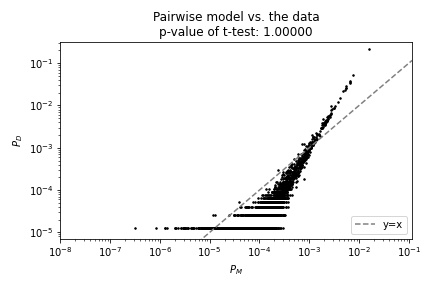 Pairwise model vs. the data
p-value of t-test: 1.00000
P_D
10⁻¹
10⁻²
10⁻³
10⁻⁴
10⁻⁵
y=x
10⁻⁸ 10⁻⁷ 10⁻⁶ 10⁻⁵ 10⁻⁴ 10⁻³ 10⁻² 10⁻¹
P_M